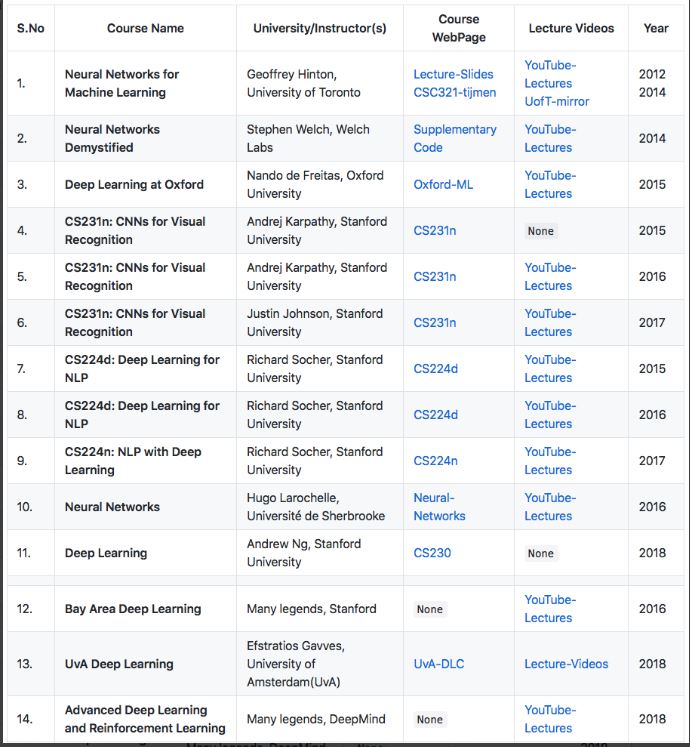 S.No Course Name University/Instructor(s) Course WebPage Lecture Videos Year
1. Neural Networks for Machine Learning Geoffrey Hinton, University of Toronto Lecture-Slides CSC321-tijmen YouTube-Lectures UofT-mirror 2012 2014
2. Neural Networks Demystified Stephen Welch, Welch Labs Supplementary Code YouTube-Lectures 2014
3. Deep Learning at Oxford Nando de Freitas, Oxford University Oxford-ML YouTube-Lectures 2015
4. CS231n: CNNs for Visual Recognition Andrej Karpathy, Stanford University CS231n None 2015
5. CS231n: CNNs for Visual Recognition Andrej Karpathy, Stanford University CS231n YouTube-Lectures 2016
6. CS231n: CNNs for Visual Recognition Justin Johnson, Stanford University CS231n YouTube-Lectures 2017
7. CS224d: Deep Learning for NLP Richard Socher, Stanford University CS224d YouTube-Lectures 2015
8. CS224d: Deep Learning for NLP Richard Socher, Stanford University CS224d YouTube-Lectures 2016
9. CS224n: NLP with Deep Learning Richard Socher, Stanford University CS224n YouTube-Lectures 2017
10. Neural Networks Hugo Larochelle, Université de Sherbrooke Neural-Networks YouTube-Lectures 2016
11. Deep Learning Andrew Ng, Stanford University CS230 None 2018
12. Bay Area Deep Learning Many legends, Stanford None YouTube-Lectures 2016
13. UvA Deep Learning Efstratios Gavves, University of Amsterdam(UvA) UvA-DLC Lecture-Videos 2018
14. Advanced Deep Learning and Reinforcement Learning Many legends, DeepMind None YouTube-Lectures 2018